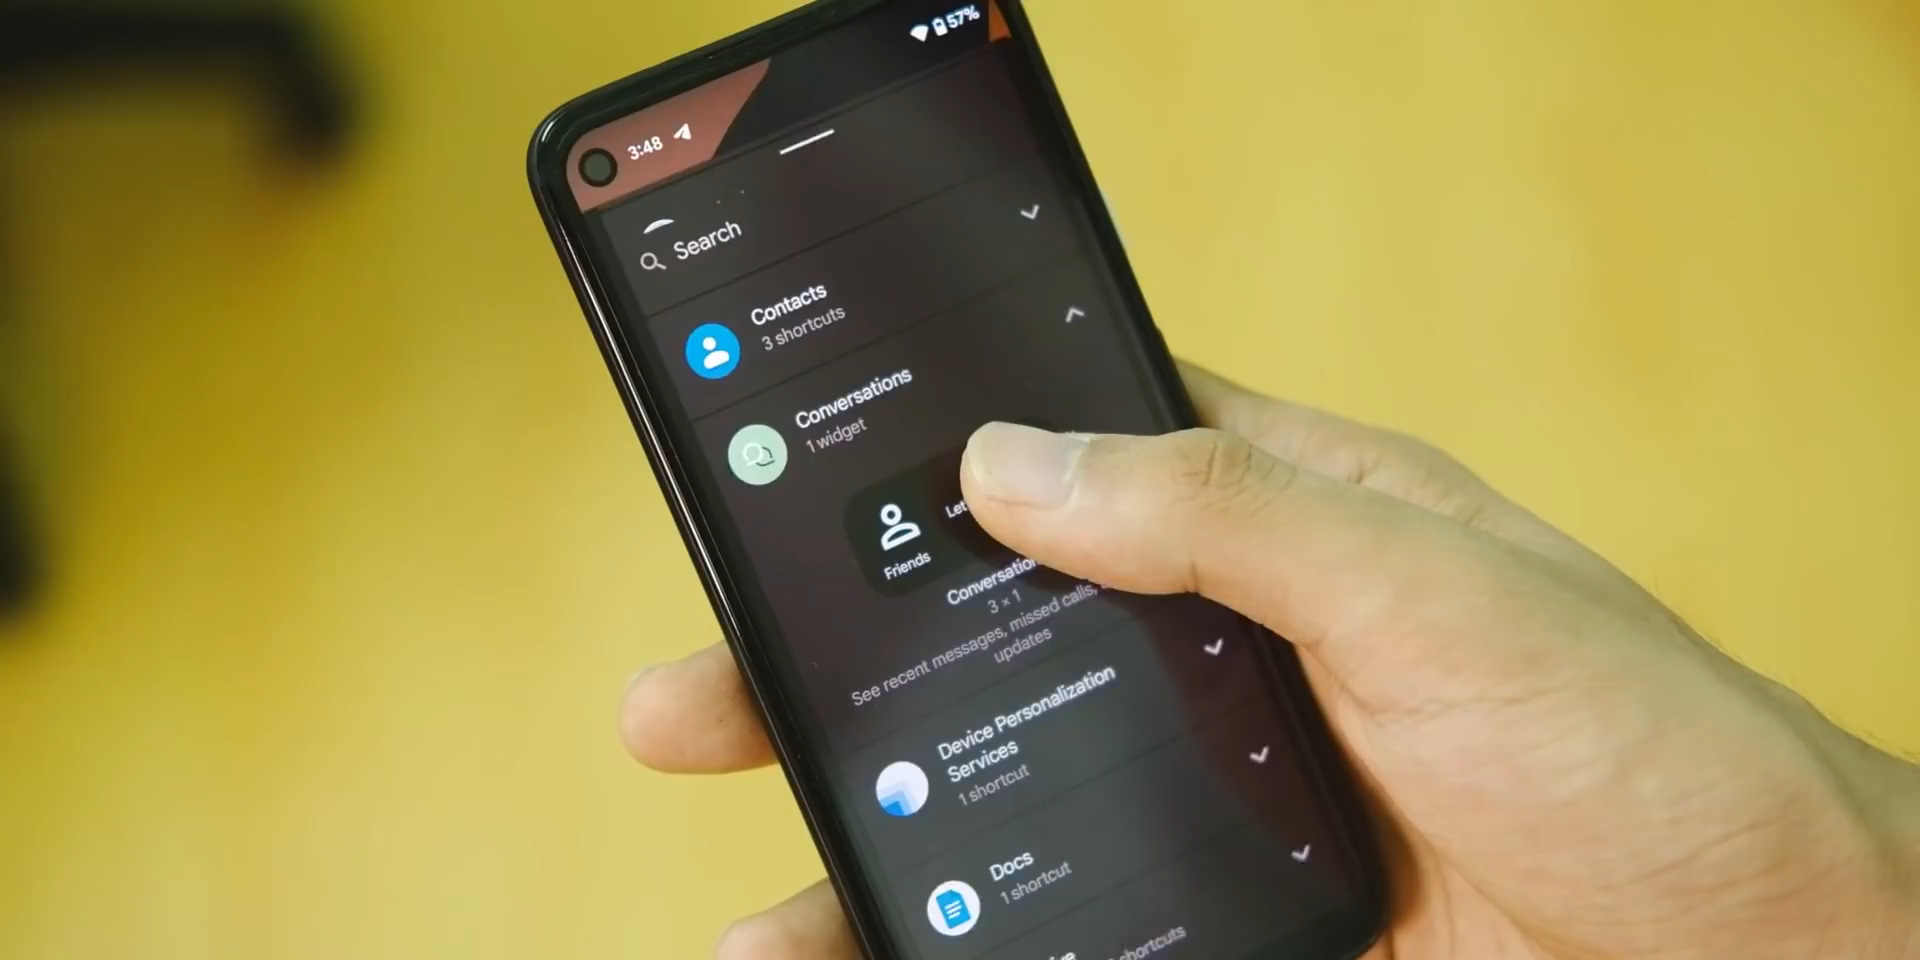 57%
3:48
Search
Contacts
3 shortcuts
Conversations
1 widget
Friends
3 × 1
See recent messages, missed calls,
updates
Device Personalization
Services
1 shortcut
Docs
1 shortcut
shortcuts